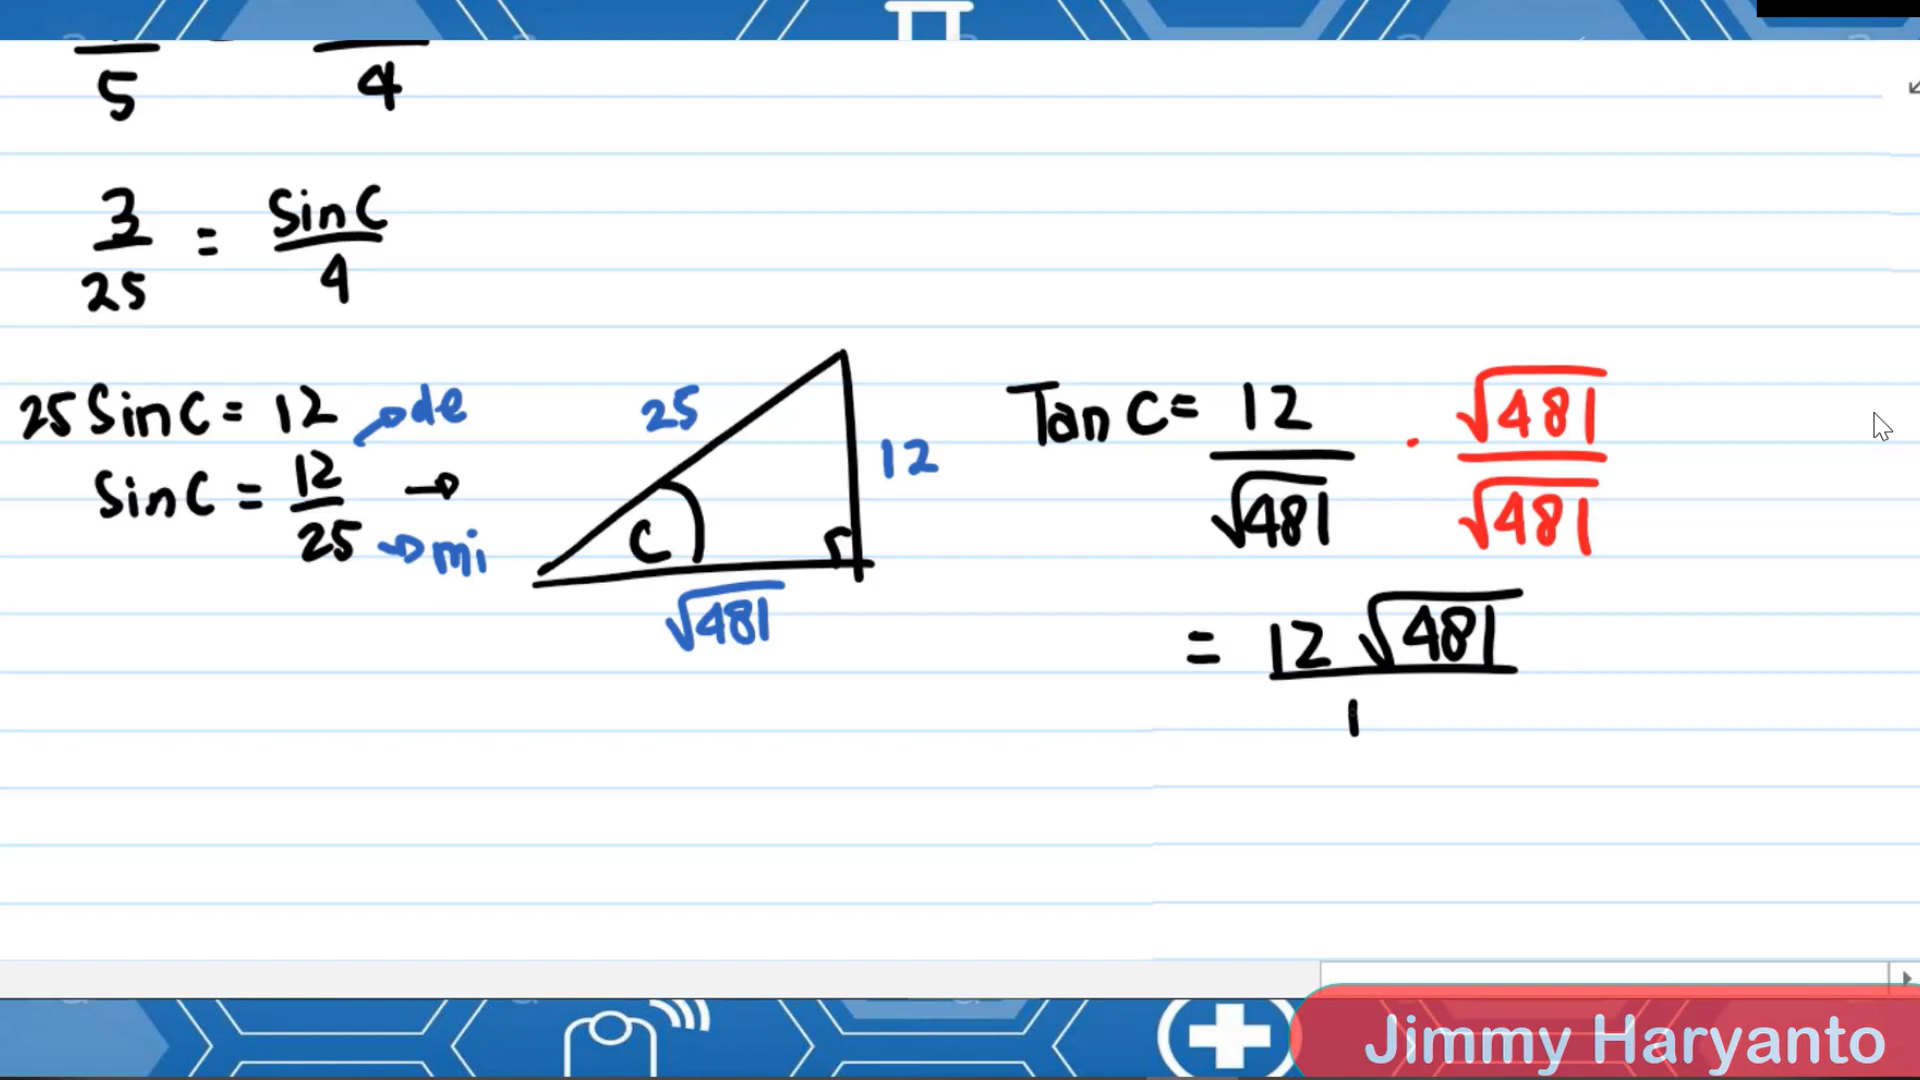 5 4
3/25 = Sin C/4
25 Sin C = 12 → de
Sin C = 12/25 → mi →
25
12
C
√481
Tan C = 12/√481 · √481/√481
= 12 √481
1
Jimmy Haryanto